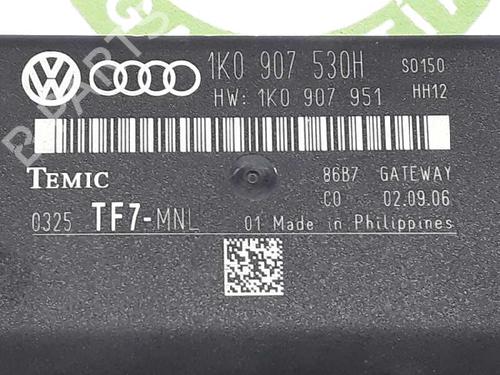 1K0 907 530H S0150
HW: 1K0 907 951 HH12
TEMIC 86B7 GATEWAY
C0 02.09.06
0325 TF7-MNL 01 Made in Philippines